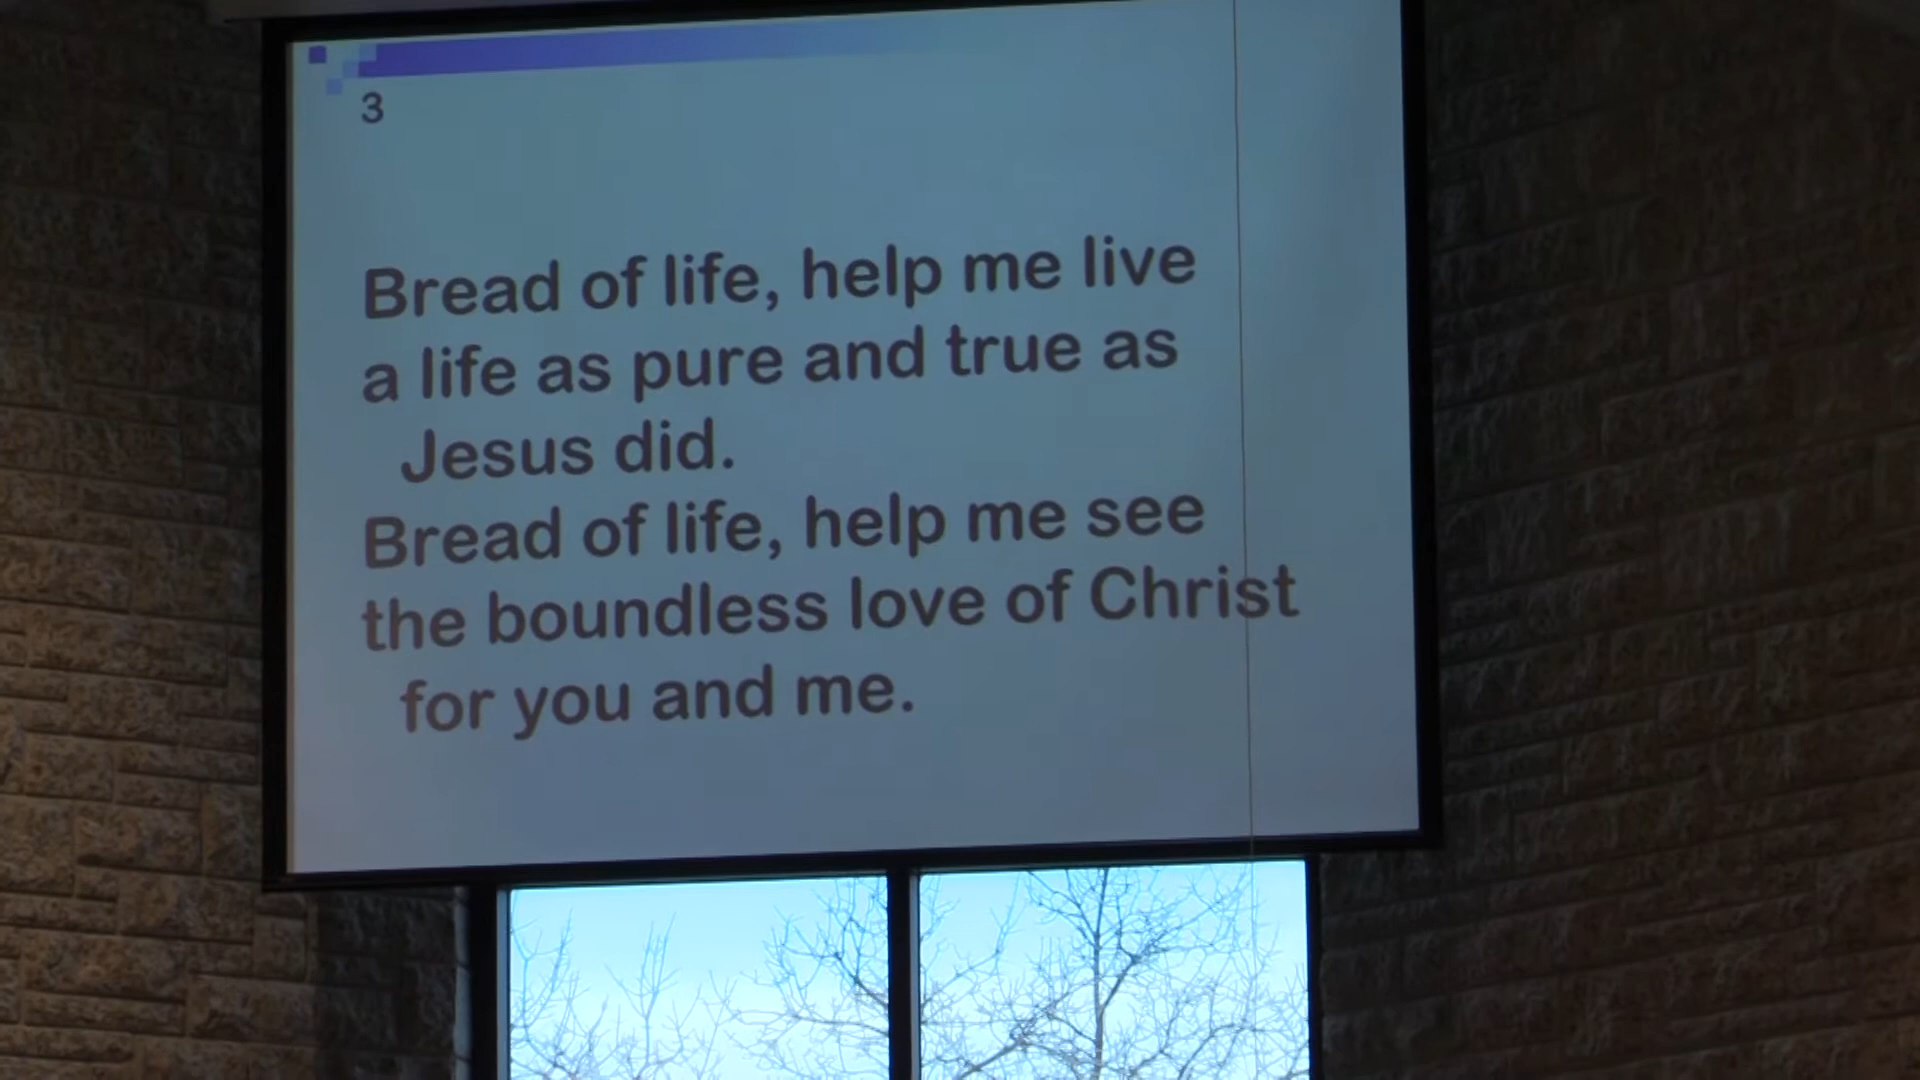 3
Bread of life, help me live
a life as pure and true as
Jesus did.
Bread of life, help me see
the boundless love of Christ
for you and me.